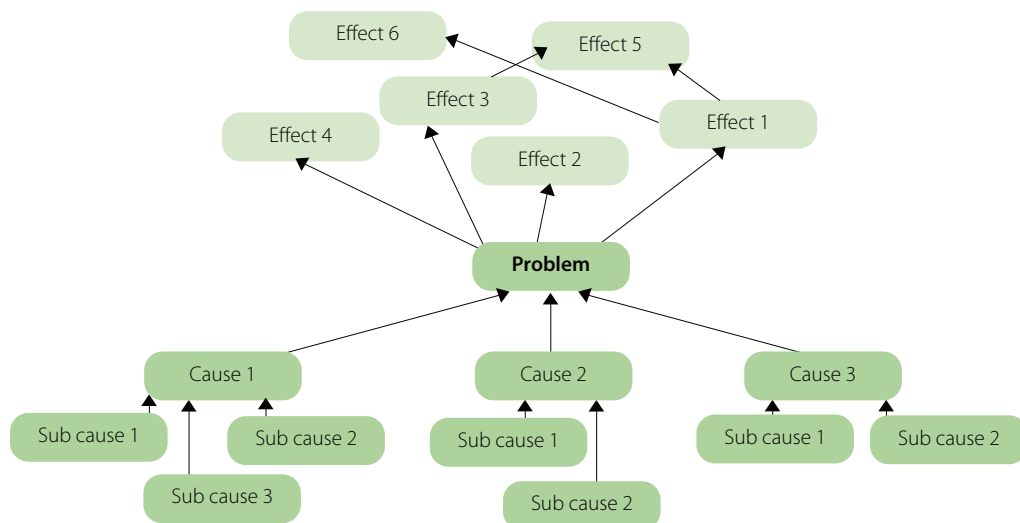 Effect 6
Effect 5
Effect 3
Effect 1
Effect 4
Effect 2
Problem
Cause 1
Cause 2
Cause 3
Sub cause 1
Sub cause 2
Sub cause 1
Sub cause 1
Sub cause 2
Sub cause 3
Sub cause 2